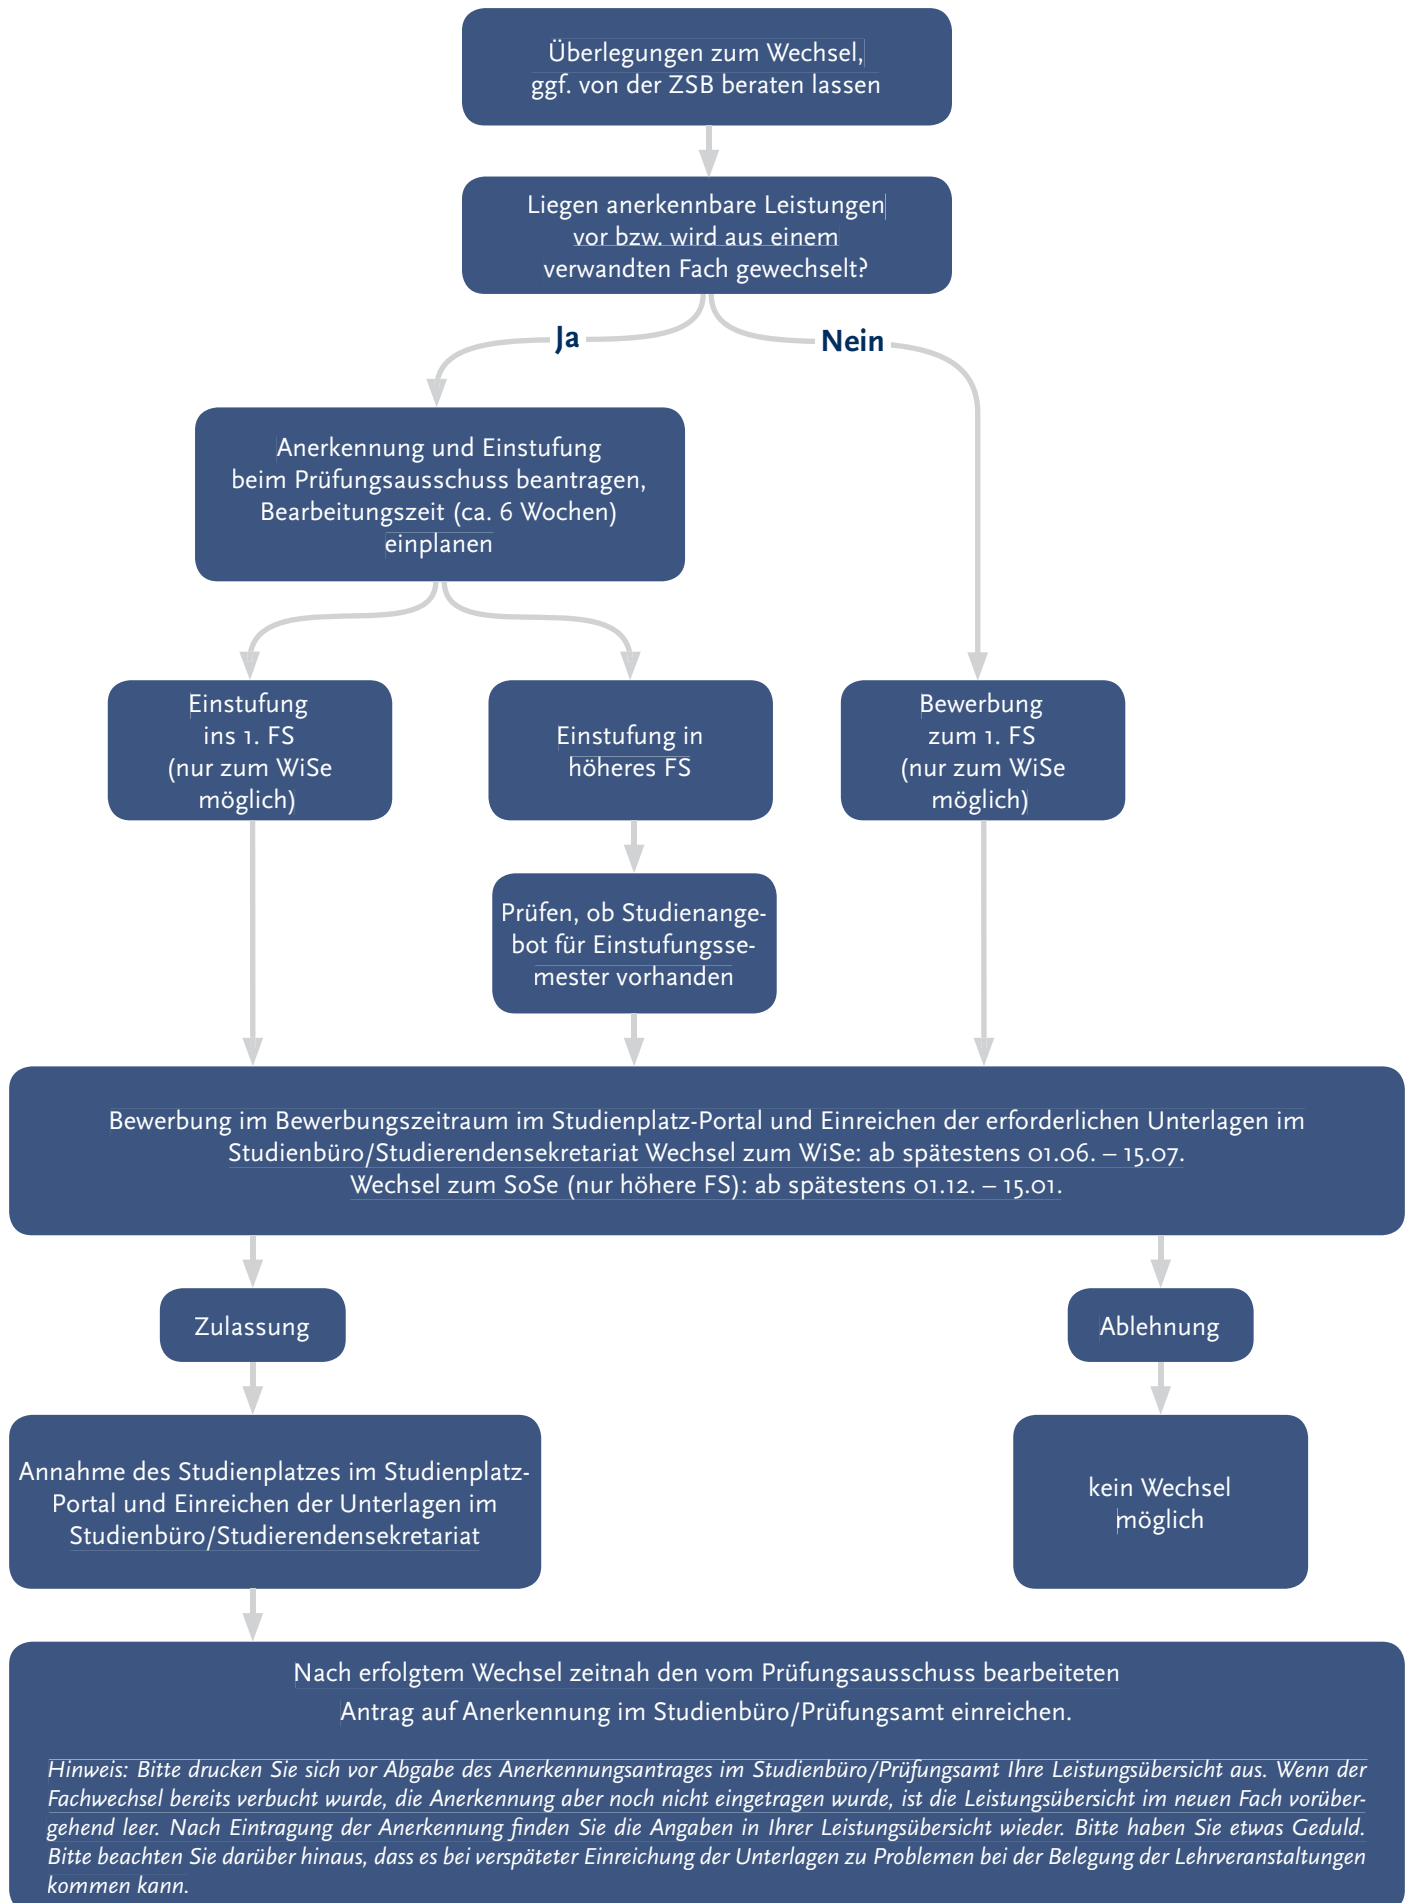 Überlegungen zum Wechsel,
ggf. von der ZSB beraten lassen
Liegen anerkennbare Leistungen
vor bzw. wird aus einem
verwandten Fach gewechselt?
Ja
Nein
Anerkennung und Einstufung
beim Prüfungsausschuss beantragen,
Bearbeitungszeit (ca. 6 Wochen)
einplanen
Einstufung
ins 1. FS
(nur zum WiSe
möglich)
Einstufung in
höheres FS
Bewerbung
zum 1. FS
(nur zum WiSe
möglich)
Prüfen, ob Studienange-
bot für Einstufungsse-
mester vorhanden
Bewerbung im Bewerbungszeitraum im Studienplatz-Portal und Einreichen der erforderlichen Unterlagen im
Studienbüro/Studierendensekretariat Wechsel zum WiSe: ab spätestens 01.06. – 15.07.
Wechsel zum SoSe (nur höhere FS): ab spätestens 01.12. – 15.01.
Zulassung
Ablehnung
Annahme des Studienplatzes im Studienplatz-
Portal und Einreichen der Unterlagen im
Studienbüro/Studierendensekretariat
kein Wechsel
möglich
Nach erfolgtem Wechsel zeitnah den vom Prüfungsausschuss bearbeiteten
Antrag auf Anerkennung im Studienbüro/Prüfungsamt einreichen.
Hinweis: Bitte drucken Sie sich vor Abgabe des Anerkennungsantrages im Studienbüro/Prüfungsamt Ihre Leistungsübersicht aus. Wenn der
Fachwechsel bereits verbucht wurde, die Anerkennung aber noch nicht eingetragen wurde, ist die Leistungsübersicht im neuen Fach vorüber-
gehend leer. Nach Eintragung der Anerkennung finden Sie die Angaben in Ihrer Leistungsübersicht wieder. Bitte haben Sie etwas Geduld.
Bitte beachten Sie darüber hinaus, dass es bei verspäteter Einreichung der Unterlagen zu Problemen bei der Belegung der Lehrveranstaltungen
kommen kann.